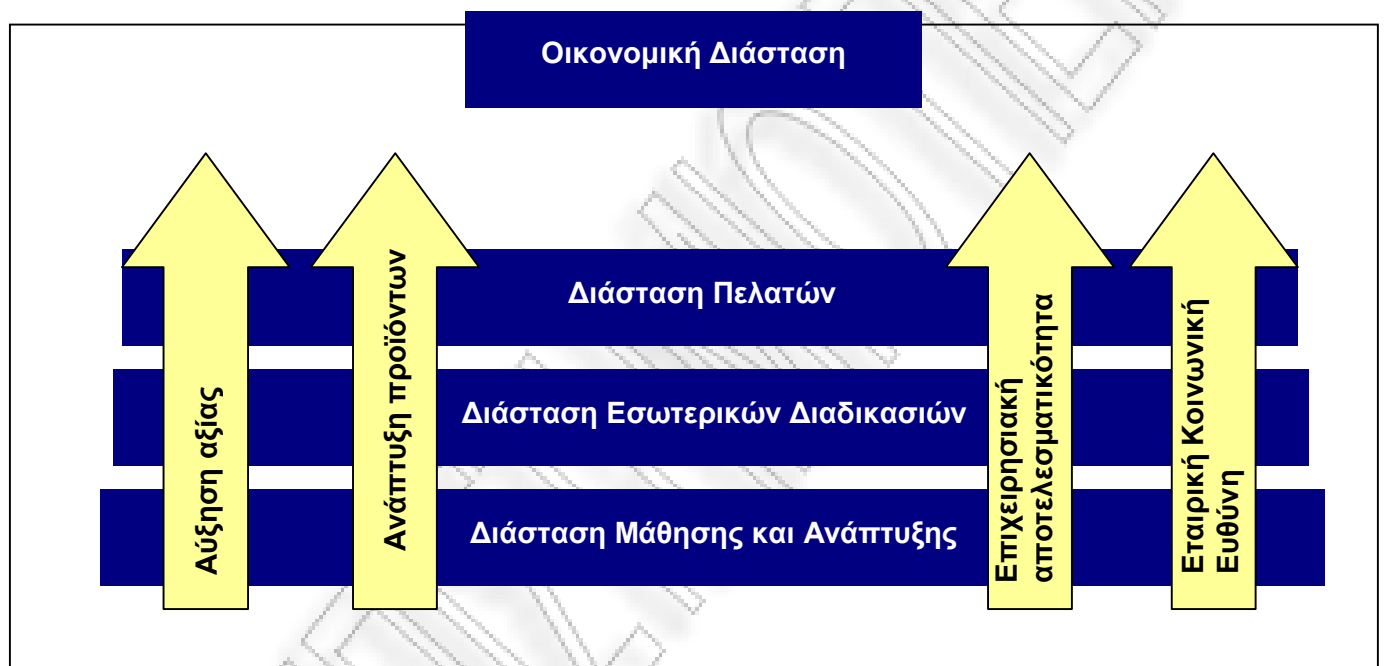 Οικονομική Διάσταση
Διάσταση Πελατών
Διάσταση Εσωτερικών Διαδικασιών
Διάσταση Μάθησης και Ανάπτυξης
Αύξηση αξίας
Ανάπτυξη προϊόντων
Επιχειρησιακή
αποτελεσματικότητα
Εταιρική Κοινωνική
Ευθύνη